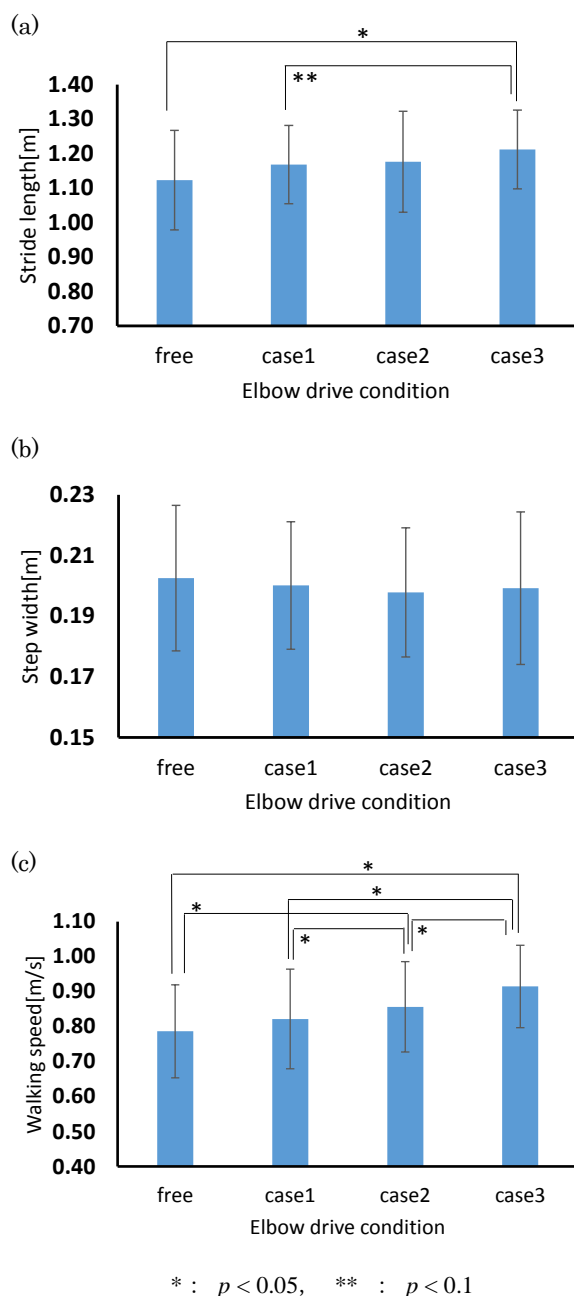 (a)
*
**
1.40
1.30
1.20
1.10
1.00
0.90
0.80
0.70
Stride length[m]
free case1 case2 case3
Elbow drive condition
(b)
0.23
0.21
0.19
0.17
0.15
Step width[m]
free case1 case2 case3
Elbow drive condition
(c)
*
*
*
*
*
1.10
1.00
0.90
0.80
0.70
0.60
0.50
0.40
Walking speed[m/s]
free case1 case2 case3
Elbow drive condition
* : p < 0.05, ** : p < 0.1